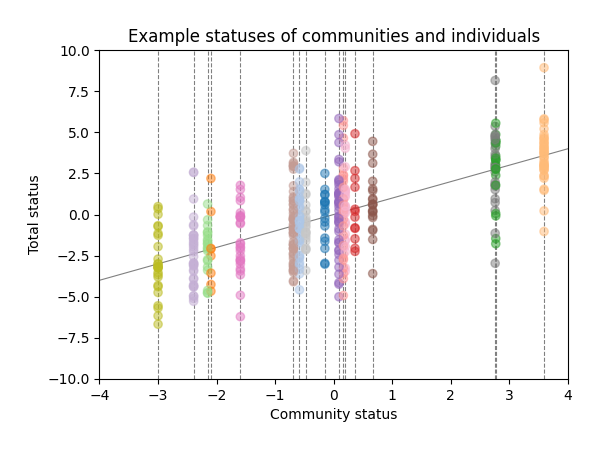 Example statuses of communities and individuals
10.0
7.5
5.0
2.5
0.0
−2.5
−5.0
−7.5
−10.0
Total status
−4 −3 −2 −1 0 1 2 3 4
Community status